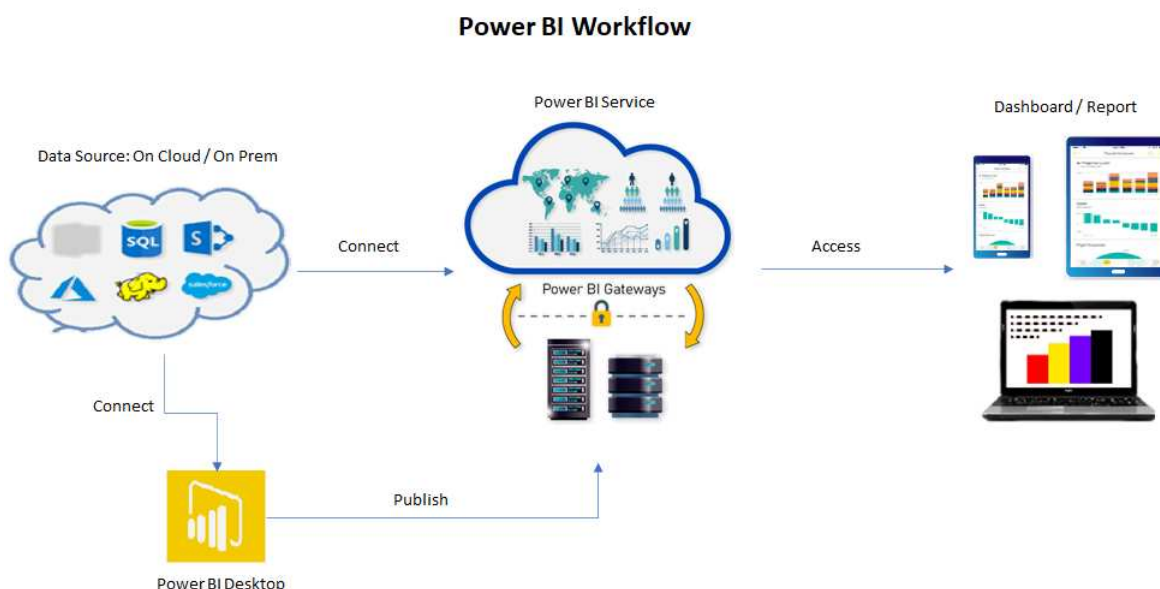 Power BI Workflow
Power BI Service
Dashboard / Report
Data Source: On Cloud / On Prem
SQL
S
salesforce
Connect
Access
Power BI Gateways
Connect
Publish
Power BI Desktop